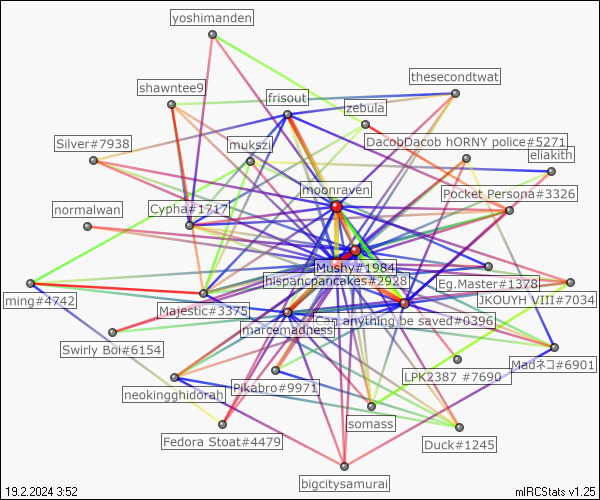 yoshimanden
thesecondtwat
shawntee9
frisout
zebula
DacobDacob hORNY police#5271
Silver#7938
mukszi
eliakith
moonraven
Pocket Persona#3326
normalwan
Cypha#1717
Mushy#1984
hispancpancakes#2928
Eg.Master#1378
ming#4742
JKOUYH VIII#7034
Majestic#3375
Can anything be saved#0396
marcemadness
Swirly Boi#6154
Madネコ#6901
LPK2387 #7690
neokingghidorah
Pikabro#9971
somass
Fedora Stoat#4479
Duck#1245
bigcitysamurai
19.2.2024 3:52
mIRCStats v1.25